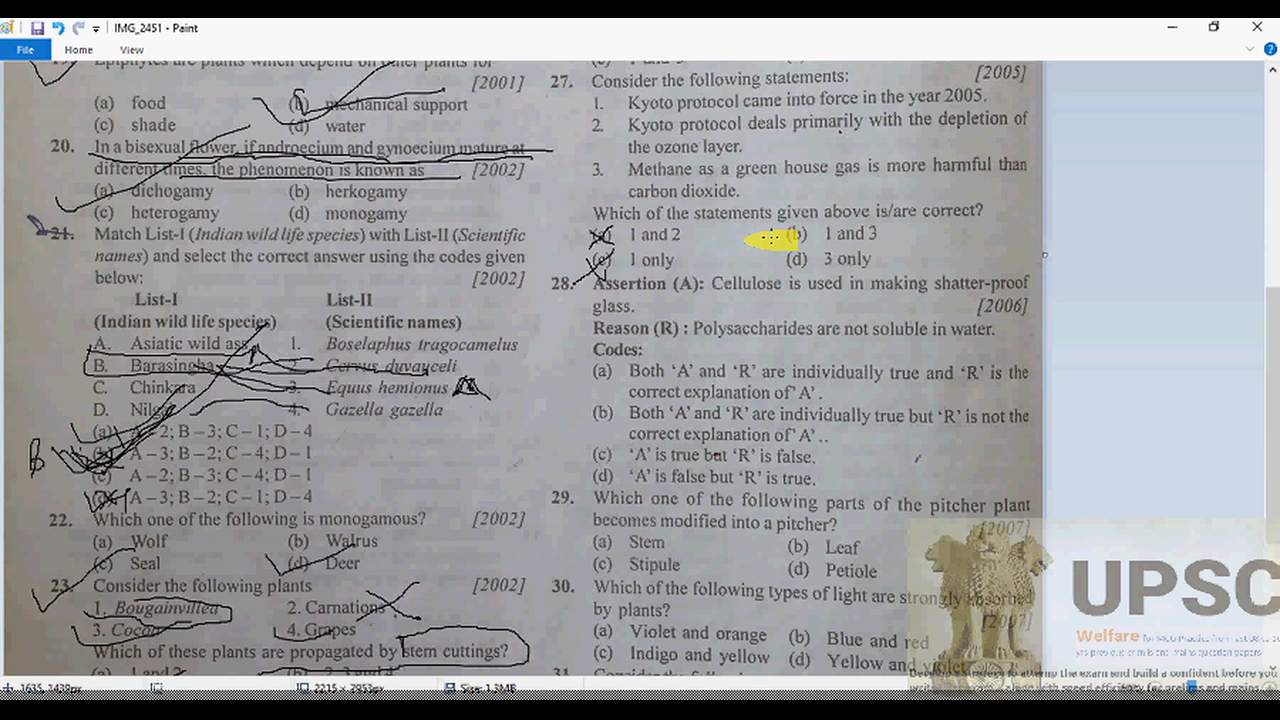 IMG_2451 - Paint
File Home View
19. Epiphytes are plants which depend on other plants for
[2001]
(a) food (b) mechanical support
(c) shade (d) water
20. In a bisexual flower, if androecium and gynoecium mature at
different times, the phenomenon is known as [2002]
(a) dichogamy (b) herkogamy
(c) heterogamy (d) monogamy
21. Match List-I (Indian wild life species) with List-II (Scientific
names) and select the correct answer using the codes given
below: [2002]
List-I List-II
(Indian wild life species) (Scientific names)
A. Asiatic wild ass 1. Boselaphus tragocamelus
B. Barasingha 2. Cervus duvauceli
C. Chinkara 3. Equus hemionus
D. Nilgai 4. Gazella gazella
(a) A – 2; B – 3; C – 1; D – 4
B
(b) A – 3; B – 2; C – 4; D – 1
(c) A – 2; B – 3; C – 4; D – 1
(d) A – 3; B – 2; C – 1; D – 4
22. Which one of the following is monogamous? [2002]
(a) Wolf (b) Walrus
(c) Seal (d) Deer
23. Consider the following plants [2002]
1. Bougainvillea 2. Carnations
3. Cocoa 4. Grapes
Which of these plants are propagated by stem cuttings?
27. Consider the following statements: [2005]
1. Kyoto protocol came into force in the year 2005.
2. Kyoto protocol deals primarily with the depletion of
the ozone layer.
3. Methane as a green house gas is more harmful than
carbon dioxide.
Which of the statements given above is/are correct?
(a) 1 and 2 (b) 1 and 3
(c) 1 only (d) 3 only
28. Assertion (A): Cellulose is used in making shatter-proof
glass. [2006]
Reason (R) : Polysaccharides are not soluble in water.
Codes:
(a) Both ‘A’ and ‘R’ are individually true and ‘R’ is the
correct explanation of’ A’.
(b) Both ‘A’ and ‘R’ are individually true but ‘R’ is not the
correct explanation of’ A’..
(c) ‘A’ is true but ‘R’ is false.
(d) ‘A’ is false but ‘R’ is true.
29. Which one of the following parts of the pitcher plant
becomes modified into a pitcher? [2007]
(a) Stem (b) Leaf
(c) Stipule (d) Petiole
30. Which of the following types of light are strongly absorbed
by plants? [2007]
(a) Violet and orange (b) Blue and red
(c) Indigo and yellow (d) Yellow and violet
31.
UPSC
Welfare
2215 × 2953px Size: 1.3MB